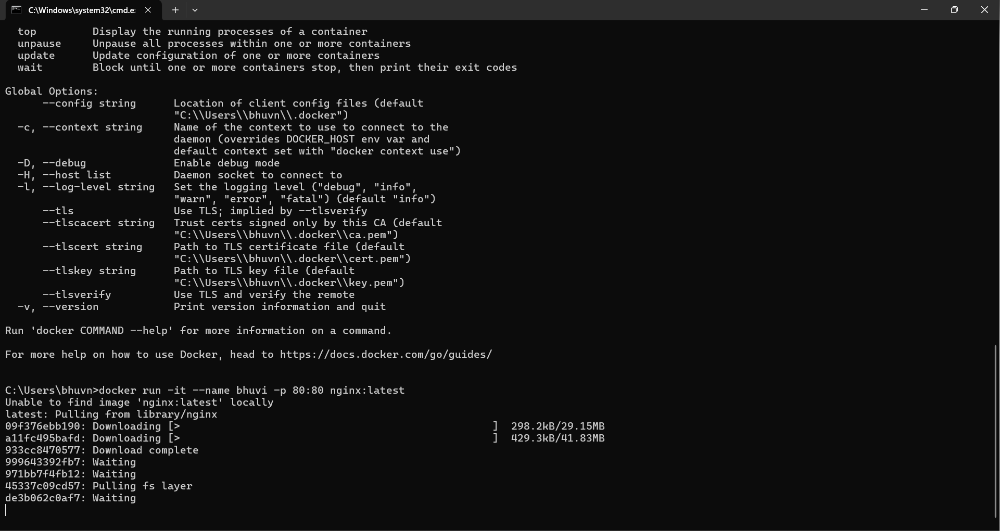 C:\Windows\system32\cmd.e
top Display the running processes of a container
unpause Unpause all processes within one or more containers
update Update configuration of one or more containers
wait Block until one or more containers stop, then print their exit codes
Global Options:
--config string Location of client config files (default
"C:\\Users\\bhuvn\\.docker")
-c, --context string Name of the context to use to connect to the
daemon (overrides DOCKER_HOST env var and
default context set with "docker context use")
-D, --debug Enable debug mode
-H, --host list Daemon socket to connect to
-l, --log-level string Set the logging level ("debug", "info",
"warn", "error", "fatal") (default "info")
--tls Use TLS; implied by --tlsverify
--tlscacert string Trust certs signed only by this CA (default
"C:\\Users\\bhuvn\\.docker\\ca.pem")
--tlscert string Path to TLS certificate file (default
"C:\\Users\\bhuvn\\.docker\\cert.pem")
--tlskey string Path to TLS key file (default
"C:\\Users\\bhuvn\\.docker\\key.pem")
--tlsverify Use TLS and verify the remote
-v, --version Print version information and quit
Run 'docker COMMAND --help' for more information on a command.
For more help on how to use Docker, head to https://docs.docker.com/go/guides/
C:\Users\bhuvn>docker run -it --name bhuvi -p 80:80 nginx:latest
Unable to find image 'nginx:latest' locally
latest: Pulling from library/nginx
09f376ebb190: Downloading [> ] 298.2kB/29.15MB
a11fc495bafd: Downloading [> ] 429.3kB/41.83MB
933cc8470577: Download complete
999643392fb7: Waiting
971bb7f4fb12: Waiting
45337c09cd57: Pulling fs layer
de3b062c0af7: Waiting